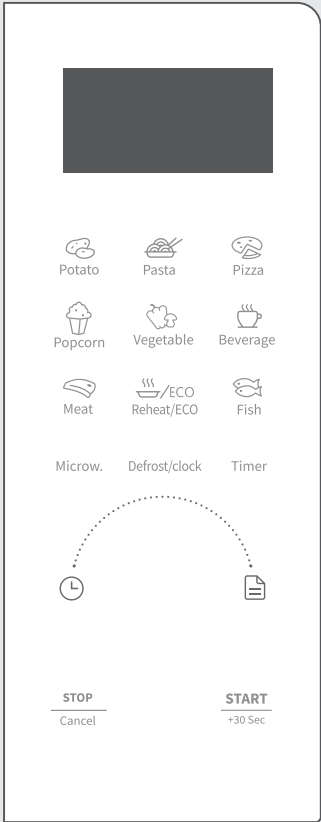 Potato Pasta Pizza
Popcorn Vegetable Beverage
/ECO
Meat Reheat/ECO Fish
Microw. Defrost/clock Timer
STOP START
Cancel +30 Sec